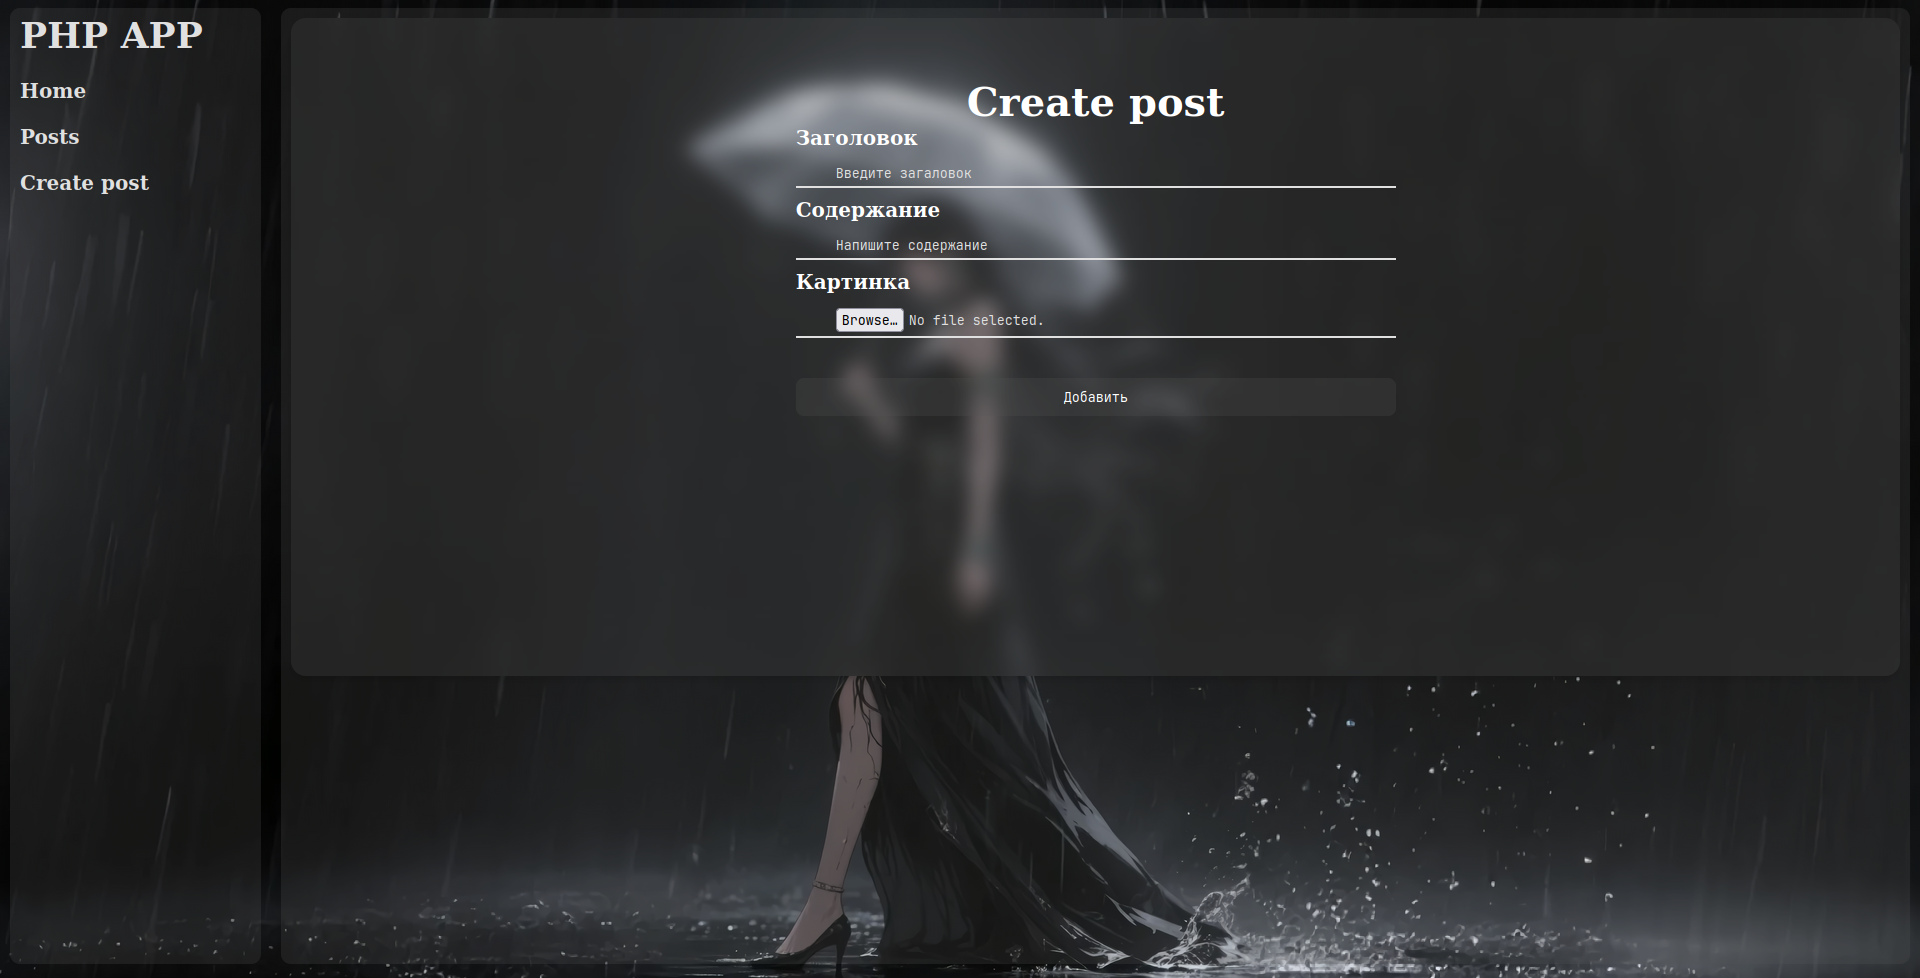 PHP APP
Home
Posts
Create post
Create post
Заголовок
Введите загаловок
Содержание
Напишите содержание
Картинка
Browse… No file selected.
Добавить